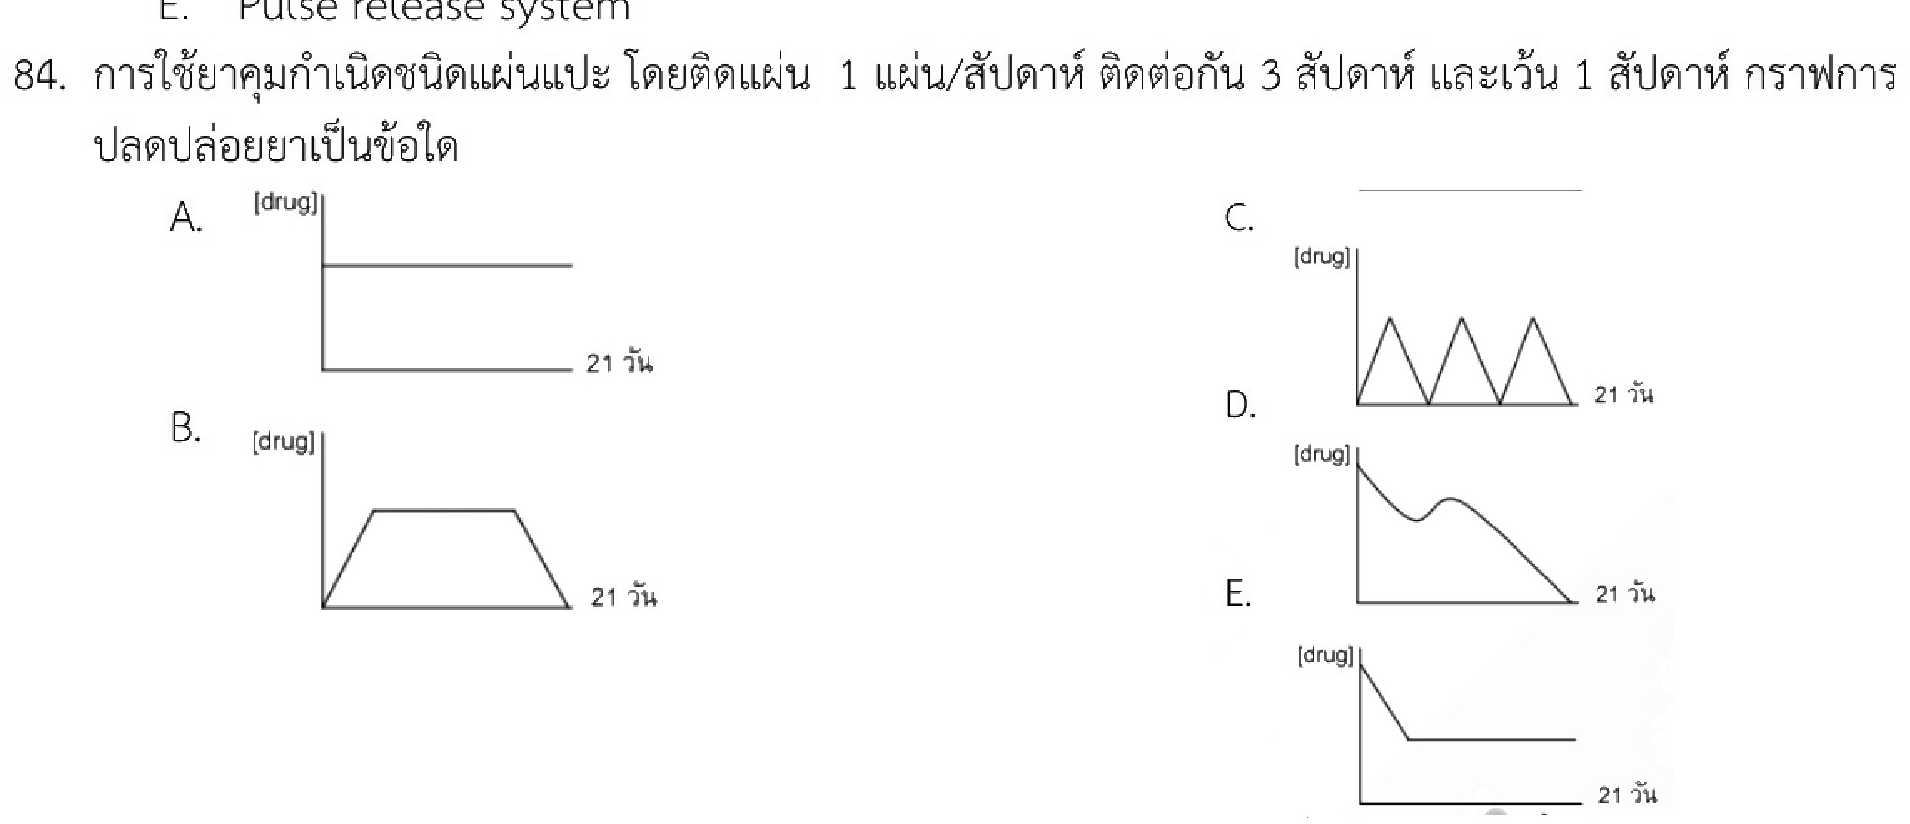 E. Pulse release system
84. การใช้ยาคุมกำเนิดชนิดแผ่นแปะ โดยติดแผ่น 1 แผ่น/สัปดาห์ ติดต่อกัน 3 สัปดาห์ และเว้น 1 สัปดาห์ กราฟการ
ปลดปล่อยยาเป็นข้อใด
A. [drug]
21 วัน
B. [drug]
21 วัน
C.
[drug]
21 วัน
D.
[drug]
21 วัน
E.
[drug]
21 วัน